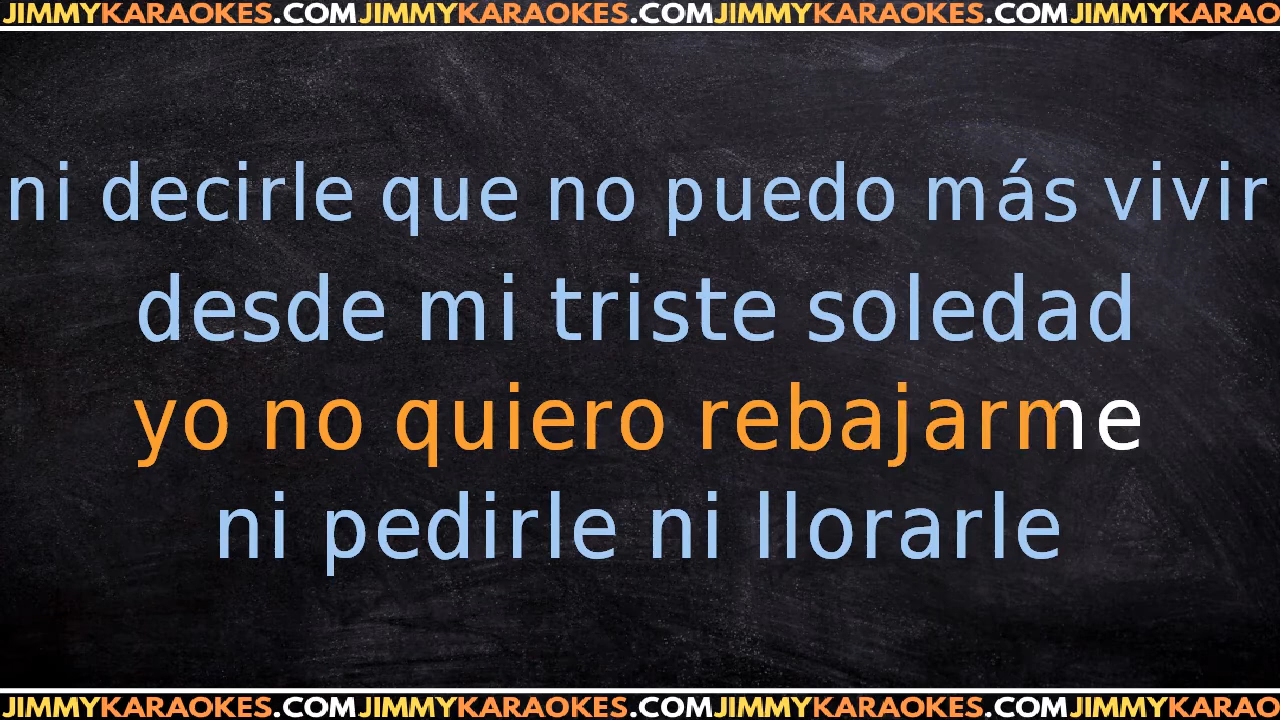 JIMMYKARAOKES.COMJIMMYKARAOKES.COMJIMMYKARAOKES.COMJIMMYKARAO
ni decirle que no puedo más vivir
desde mi triste soledad
yo no quiero rebajarme
ni pedirle ni llorarle
JIMMYKARAOKES.COMJIMMYKARAOKES.COMJIMMYKARAOKES.COMJIMMYKARAO